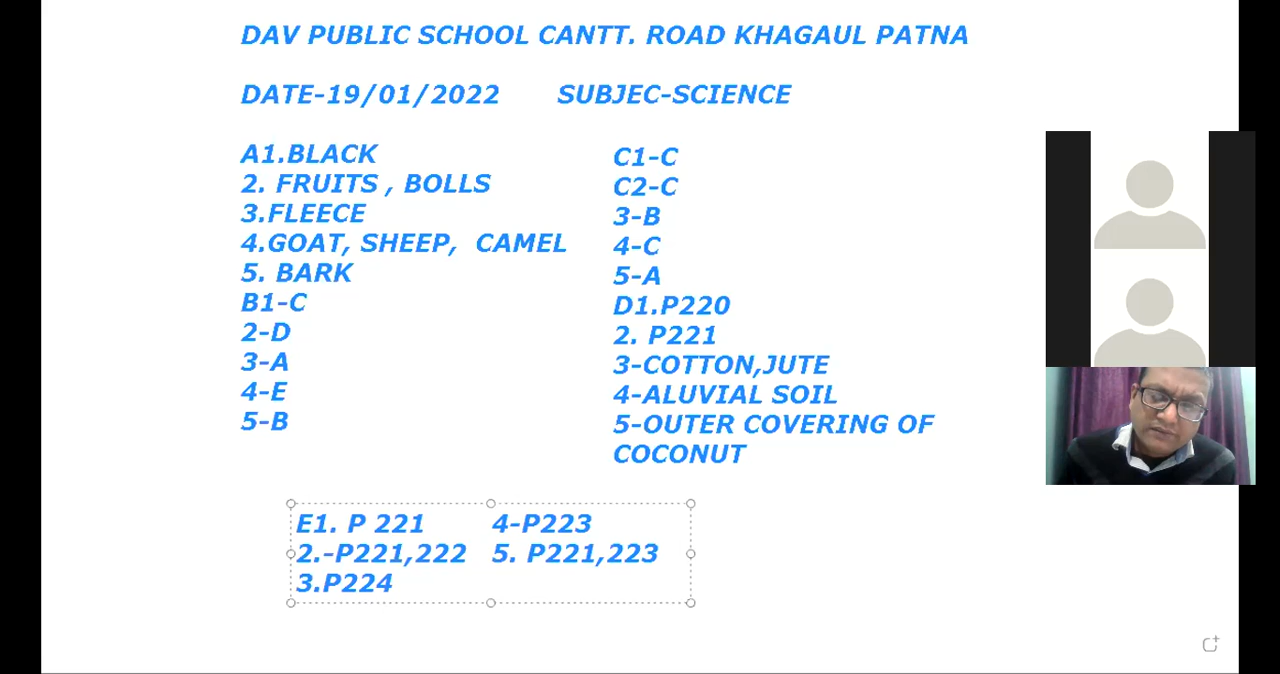 DAV PUBLIC SCHOOL CANTT. ROAD KHAGAUL PATNA
DATE-19/01/2022 SUBJEC-SCIENCE
A1.BLACK
2. FRUITS , BOLLS
3.FLEECE
4.GOAT, SHEEP, CAMEL
5. BARK
B1-C
2-D
3-A
4-E
5-B
C1-C
C2-C
3-B
4-C
5-A
D1.P220
2. P221
3-COTTON,JUTE
4-ALUVIAL SOIL
5-OUTER COVERING OF
COCONUT
E1. P 221 4-P223
2.-P221,222 5. P221,223
3.P224